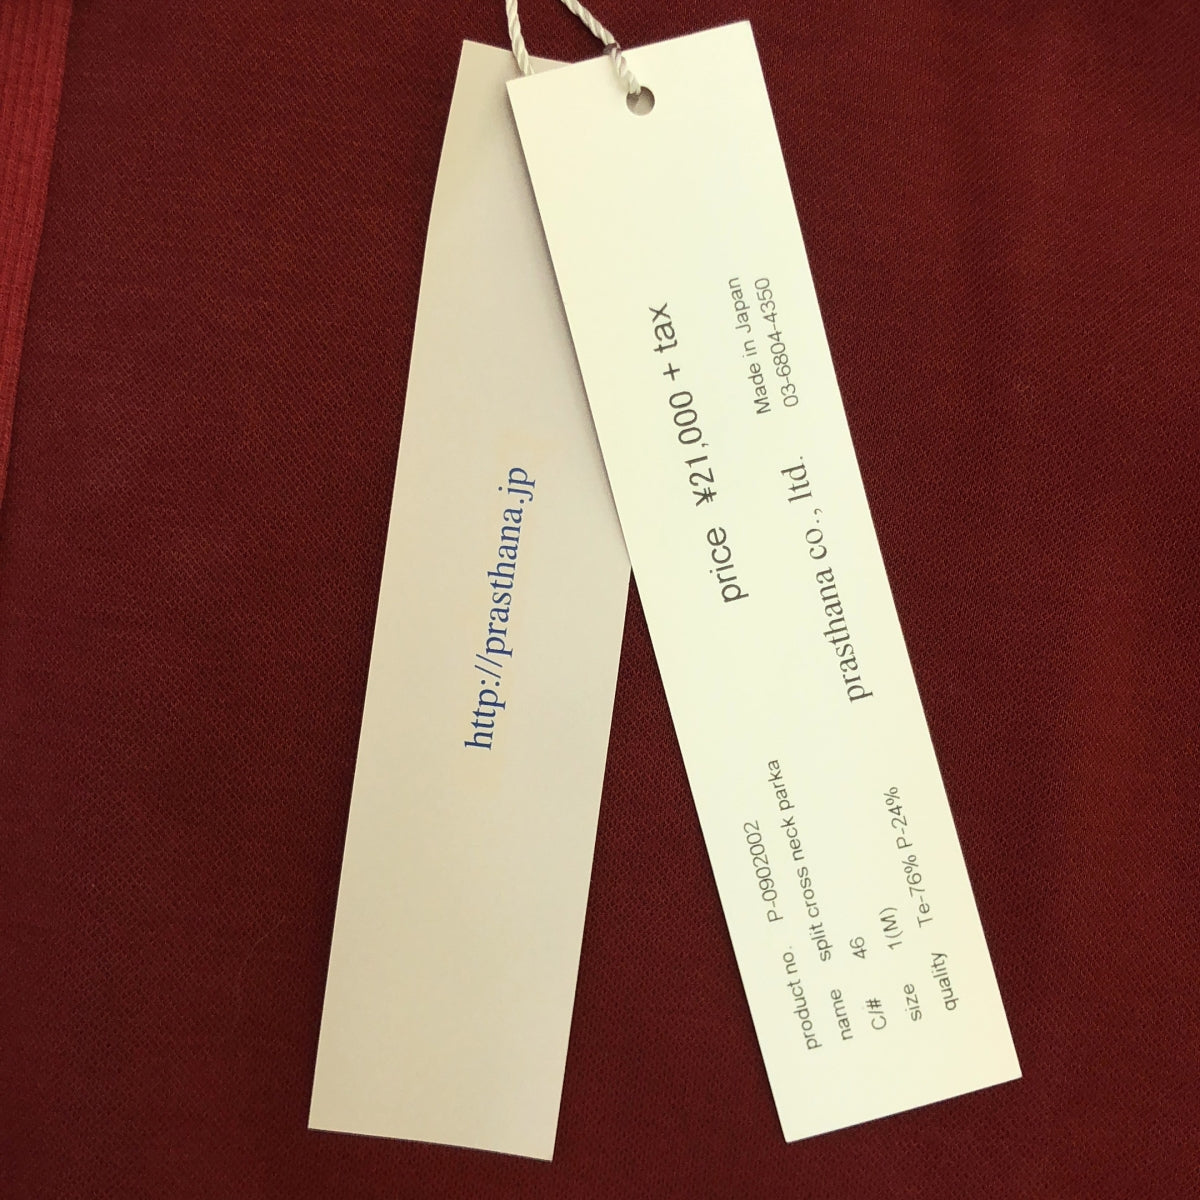 http://prasthana.jp
product no. P-0902002
name split cross neck parka
C/# 46
size 1(M)
quality Te-76% P-24%
price ¥21,000 + tax
prasthana co., ltd.
Made in Japan
03-6804-4350